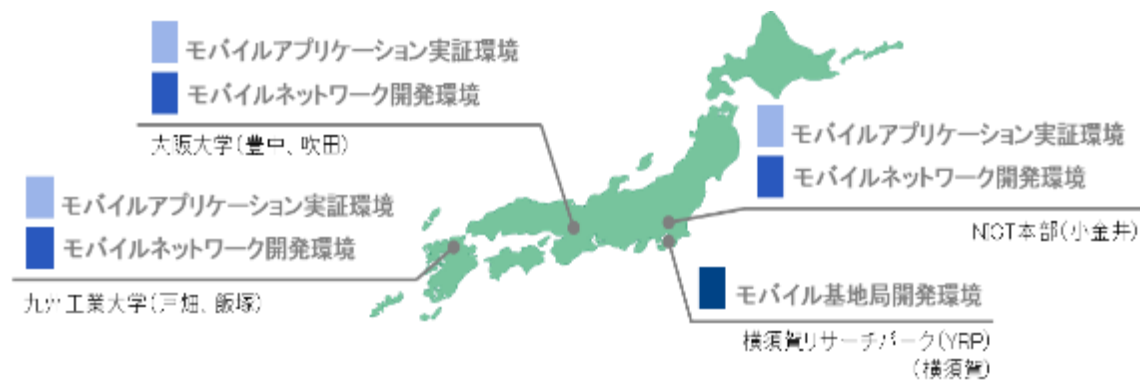 モバイルアプリケーション実証環境
モバイルネットワーク開発環境
大阪大学(豊中、吹田)
モバイルアプリケーション実証環境
モバイルネットワーク開発環境
NICT本部(小金井)
モバイルアプリケーション実証環境
モバイルネットワーク開発環境
九州工業大学(戸畑、飯塚)
モバイル基地局開発環境
横須賀リサーチパーク(YRP)
(横須賀)